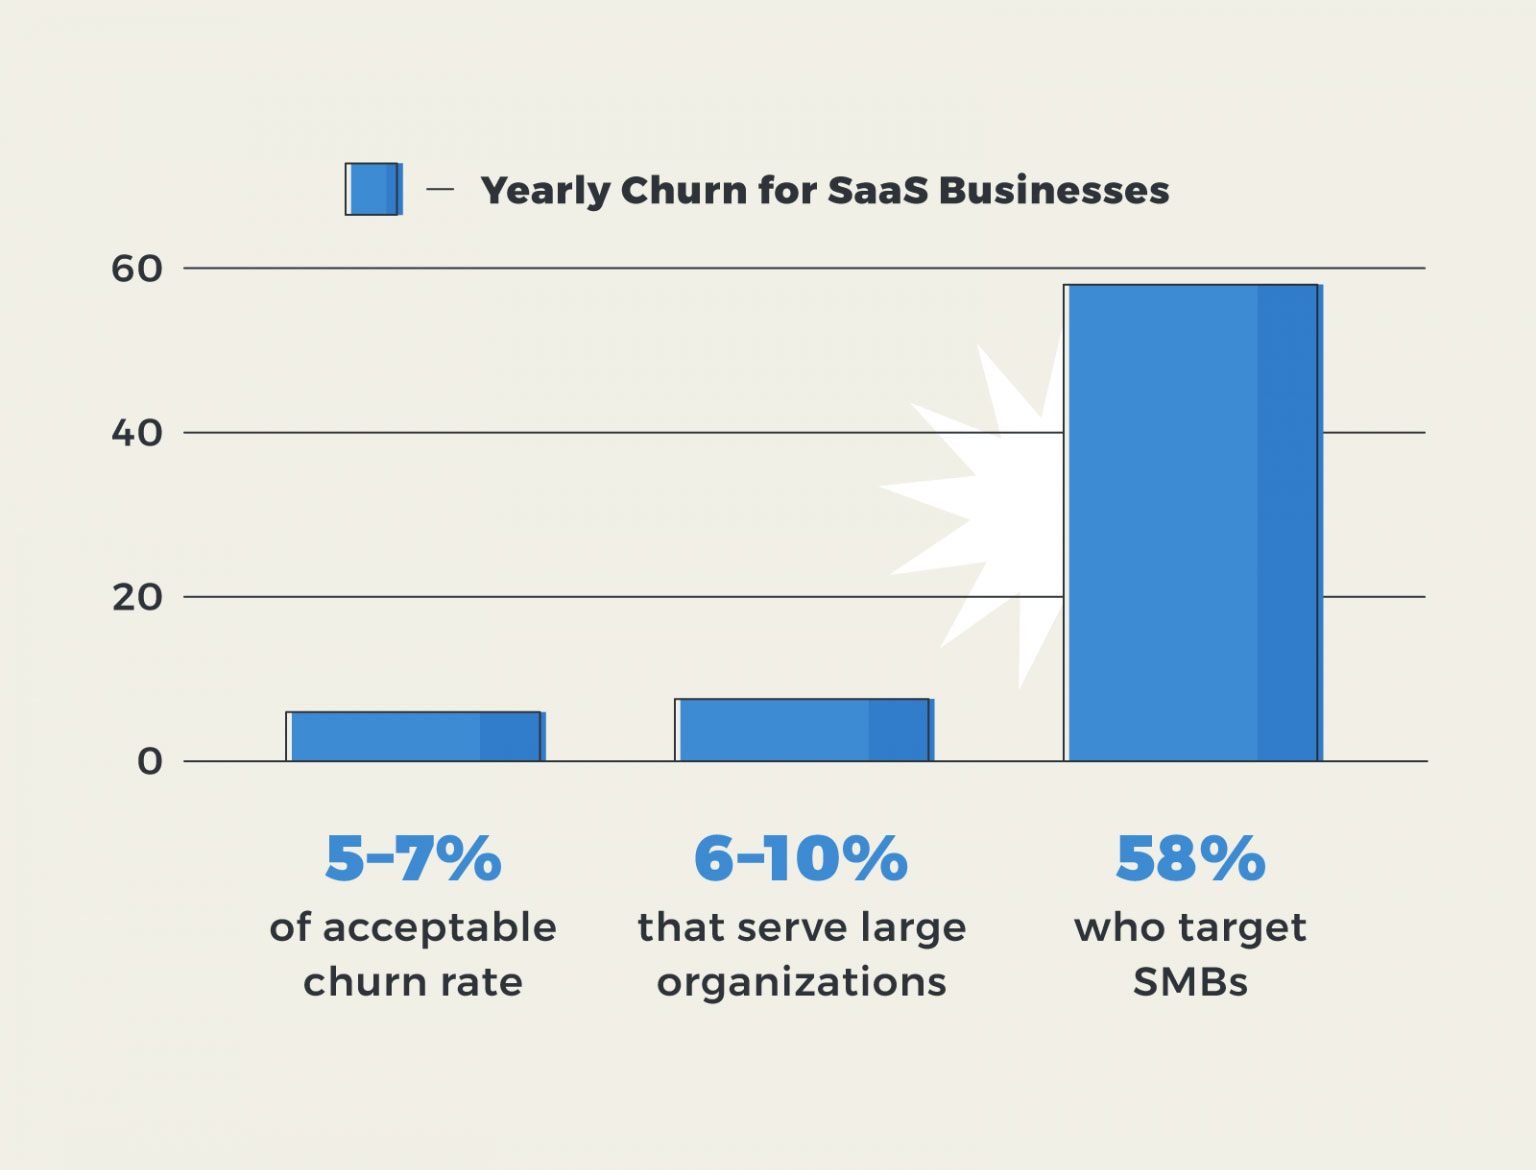 — Yearly Churn for SaaS Businesses
60
40
20
0
5–7%
of acceptable
churn rate
6–10%
that serve large
organizations
58%
who target
SMBs